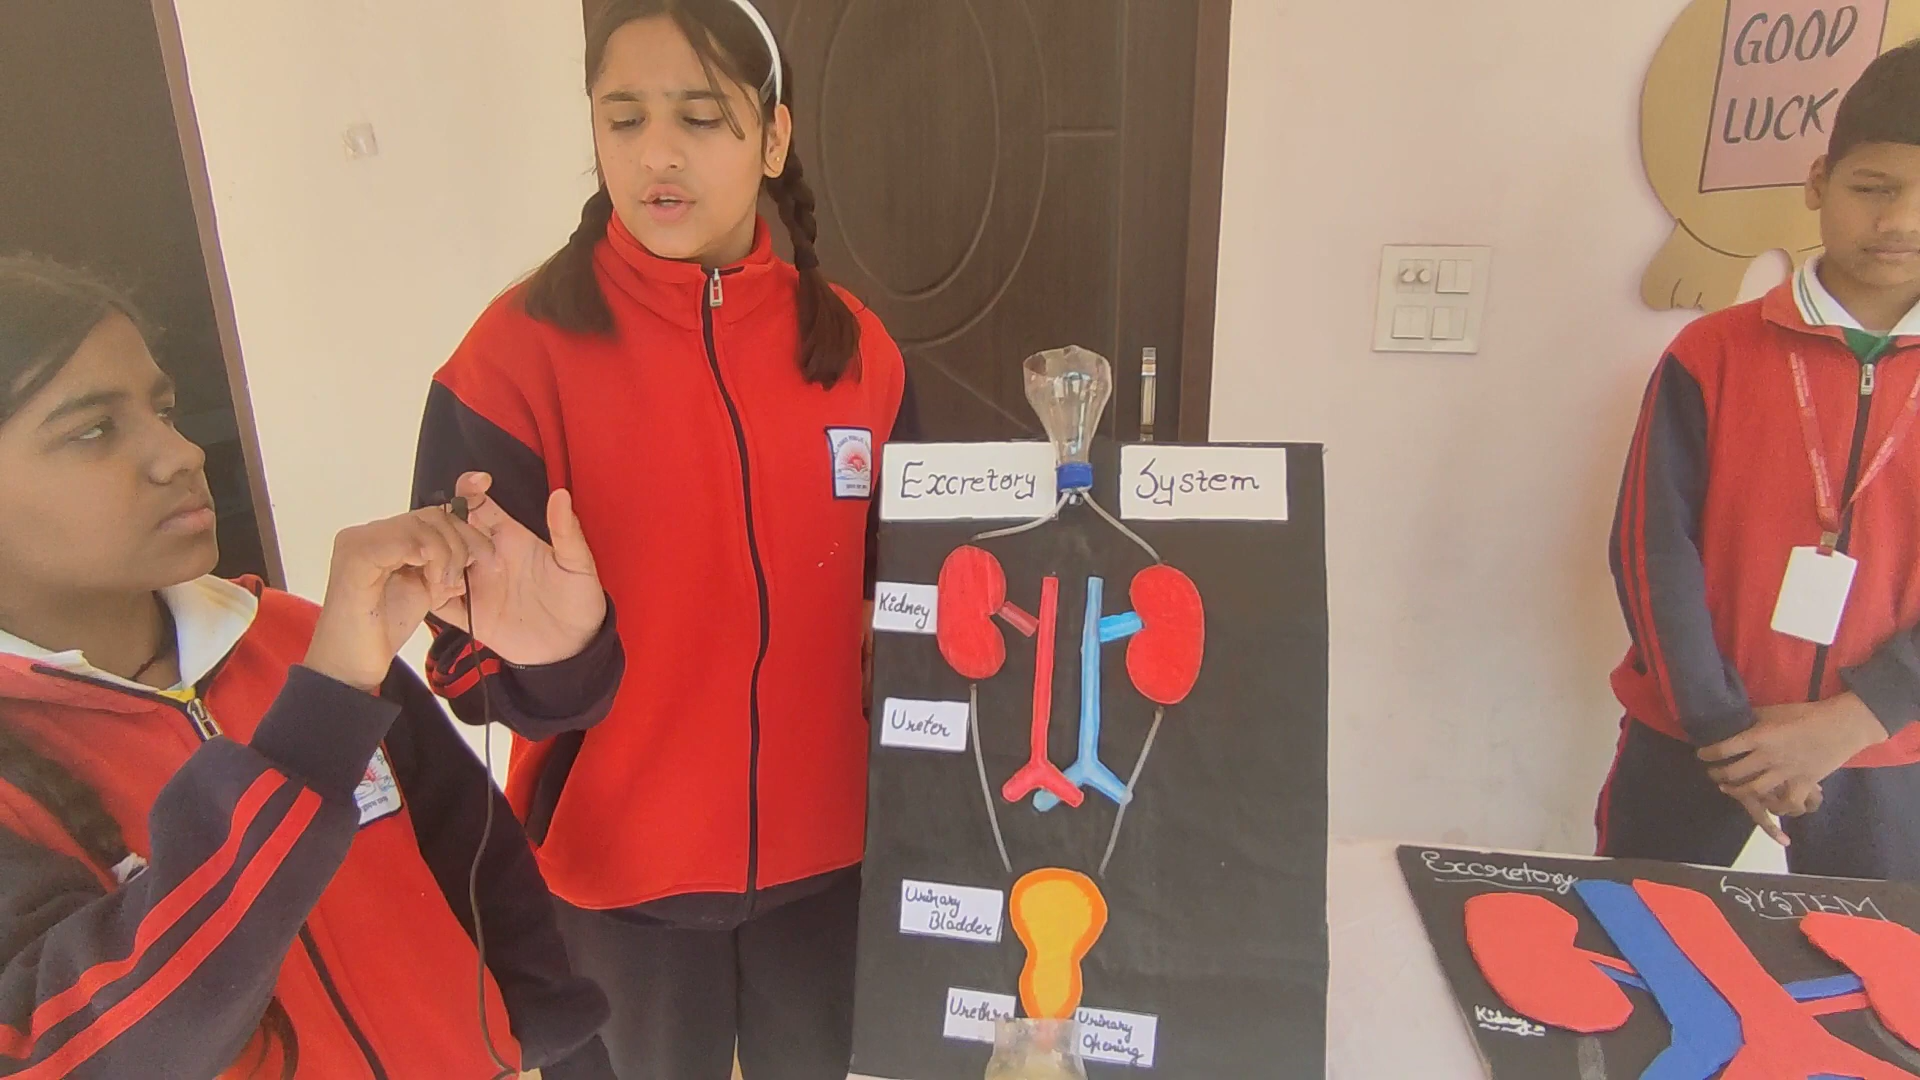 GOOD
LUCK
Excretory System
Kidney
Ureter
Urinary
Bladder
Urethra
Urinary
Opening
Excretory
SYSTEM
Kidney